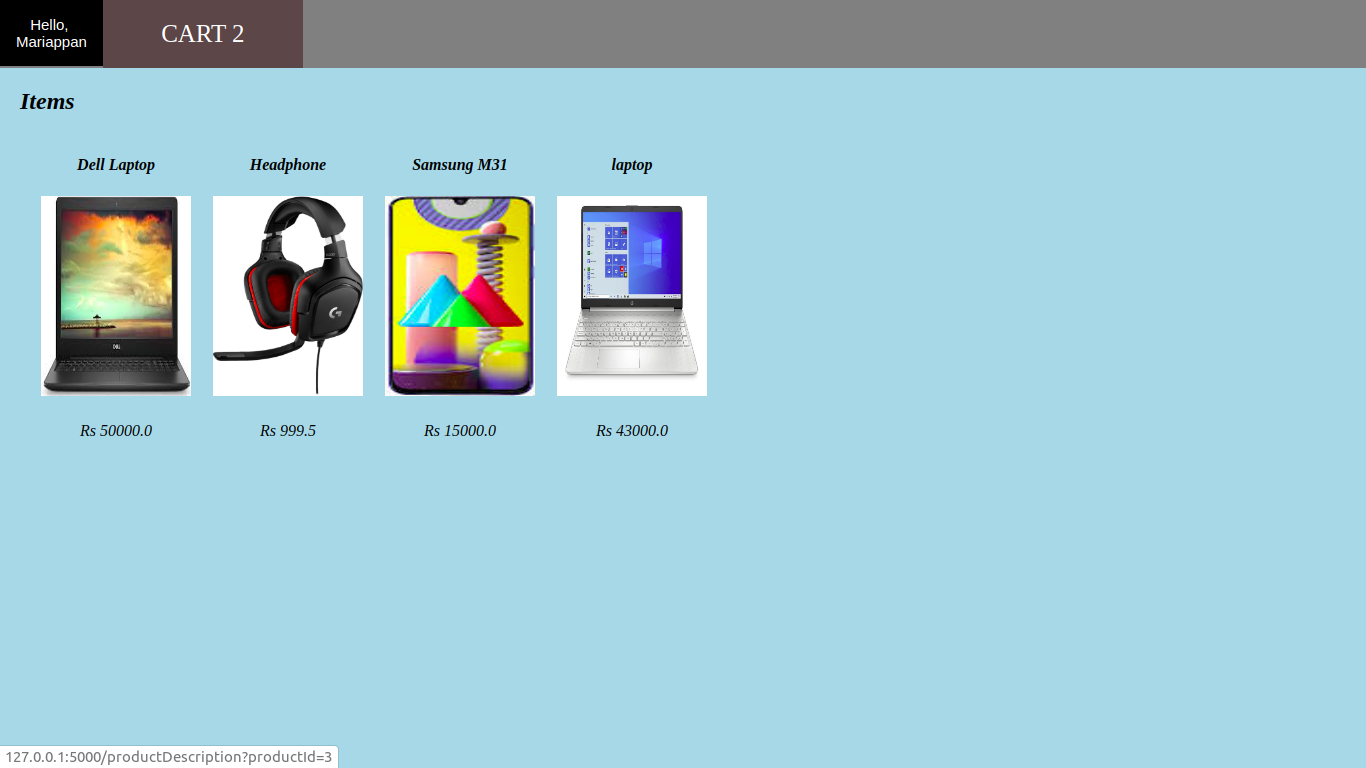 Hello,
Mariappan
CART 2
Items
Dell Laptop
Headphone
Samsung M31
laptop
DELL
Rs 50000.0
Rs 999.5
Rs 15000.0
Rs 43000.0
127.0.0.1:5000/productDescription?productId=3